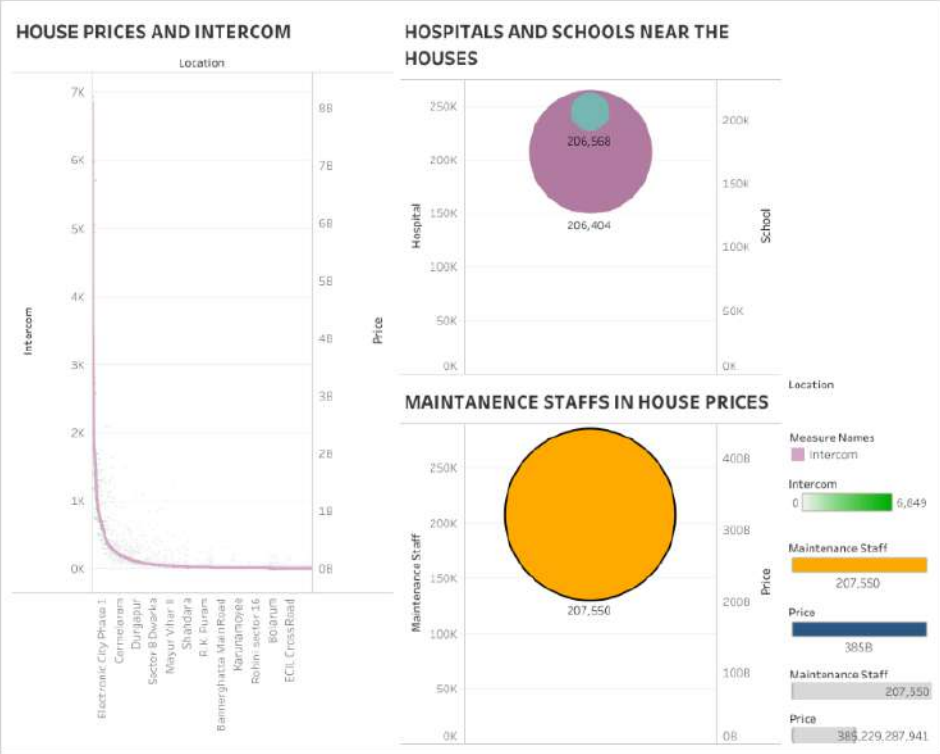 HOUSE PRICES AND INTERCOM
Location
7K
6K
5K
4K
3K
2K
1K
0K
Intercom
8B
7B
6B
5B
4B
3B
2B
1B
0B
Price
Electronic City Phase 1
Carmelaram
Durgapur
Sector 8 Dwarka
Mayur Vihar II
Shahdara
R.K. Puram
Bannerghatta Main Road
Karunamoyee
Rohini sector 16
Bolarum
ECIL Cross Road
HOSPITALS AND SCHOOLS NEAR THE
HOUSES
250K
200K
150K
100K
50K
0K
Hospital
206,568
206,404
200K
150K
100K
50K
0K
School
MAINTANENCE STAFFS IN HOUSE PRICES
250K
200K
150K
100K
50K
0K
Maintenance Staff
207,550
400B
300B
200B
100B
0B
Price
Location
Measure Names
Intercom
Intercom
0
6,849
Maintenance Staff
207,550
Price
385B
Maintenance Staff
207,550
Price
385,229,287,941